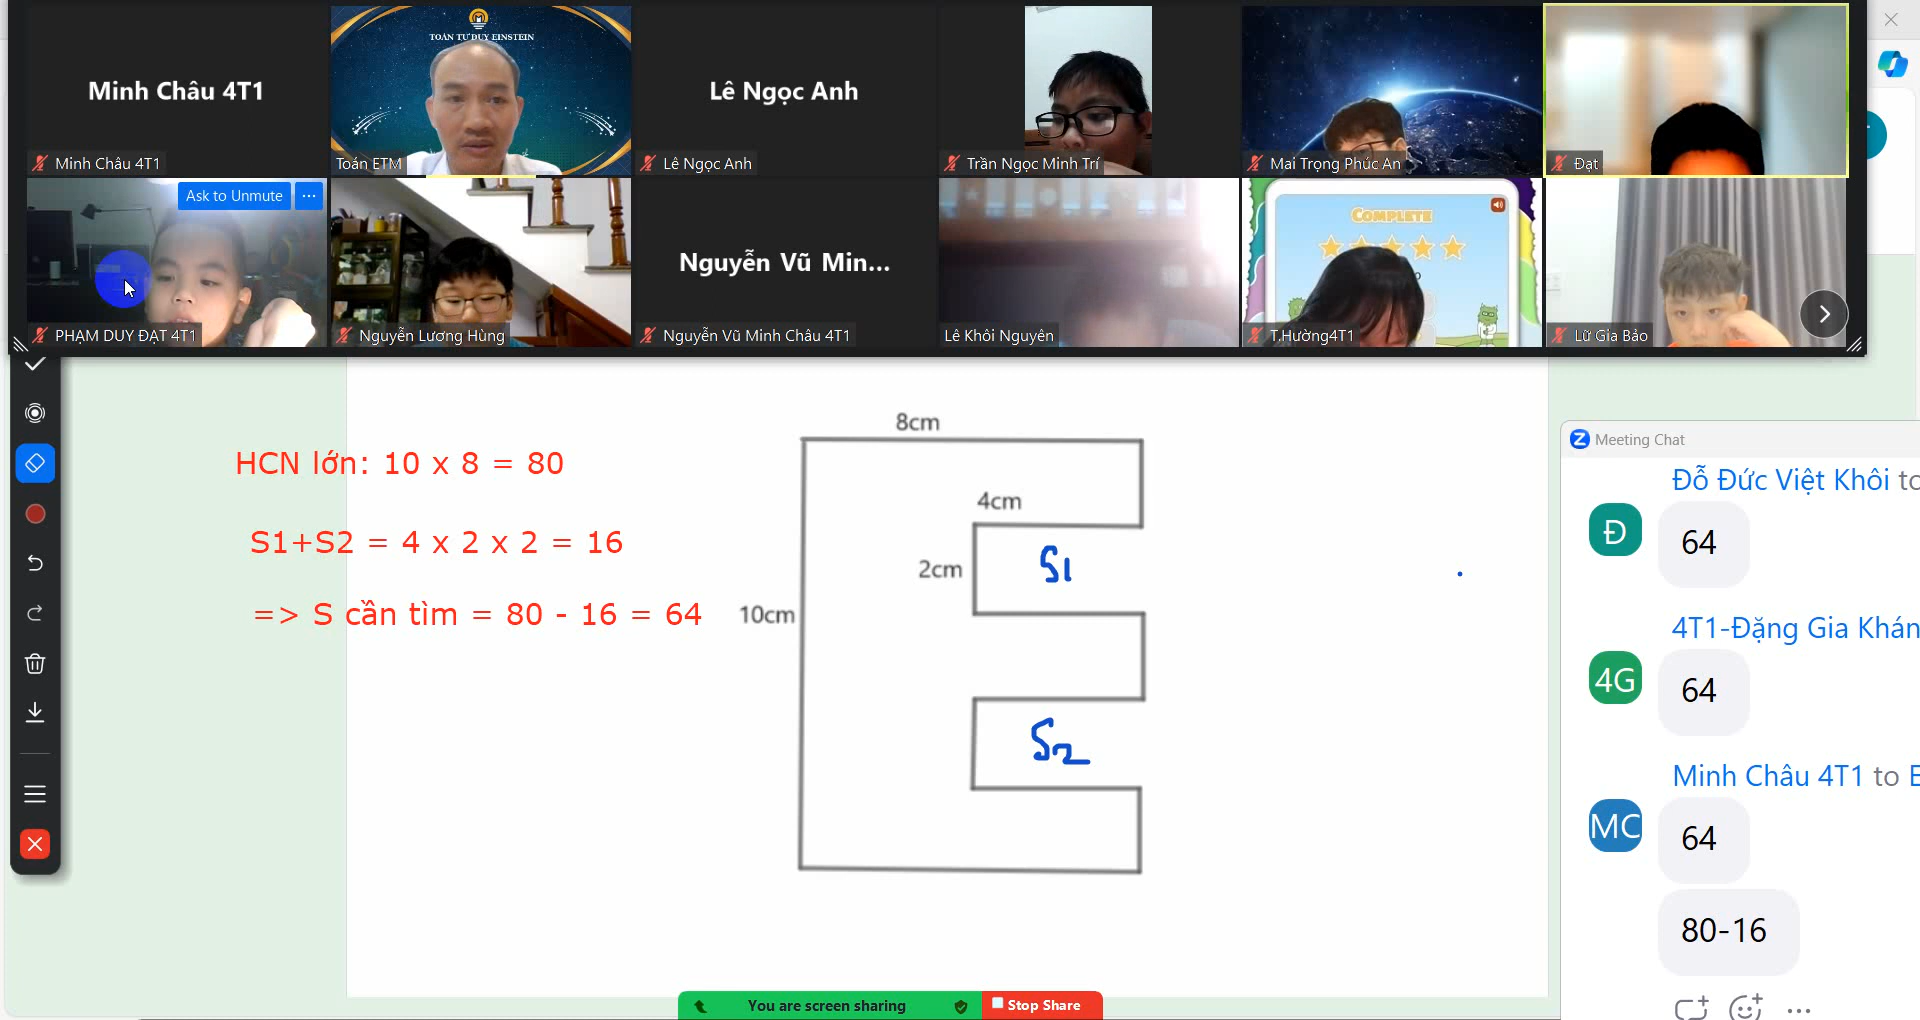 Minh Châu 4T1
Minh Châu 4T1
TOÁN TƯ DUY EINSTEIN
Toán ETM
Lê Ngọc Anh
Lê Ngọc Anh
Trần Ngọc Minh Trí
Mai Trọng Phúc An
Đạt
Ask to Unmute
PHẠM DUY ĐẠT 4T1
Nguyễn Lương Hùng
Nguyễn Vũ Min...
Nguyễn Vũ Minh Châu 4T1
Lê Khôi Nguyên
COMPLETE
T.Hường4T1
Lữ Gia Bảo
HCN lớn: 10 x 8 = 80
S1+S2 = 4 x 2 x 2 = 16
=> S cần tìm = 80 - 16 = 64
8cm
4cm
2cm
S1
10cm
S2
Meeting Chat
Đỗ Đức Việt Khôi to
Đ
64
4T1-Đặng Gia Khán
4G
64
Minh Châu 4T1 to E
MC
64
80-16
You are screen sharing
Stop Share